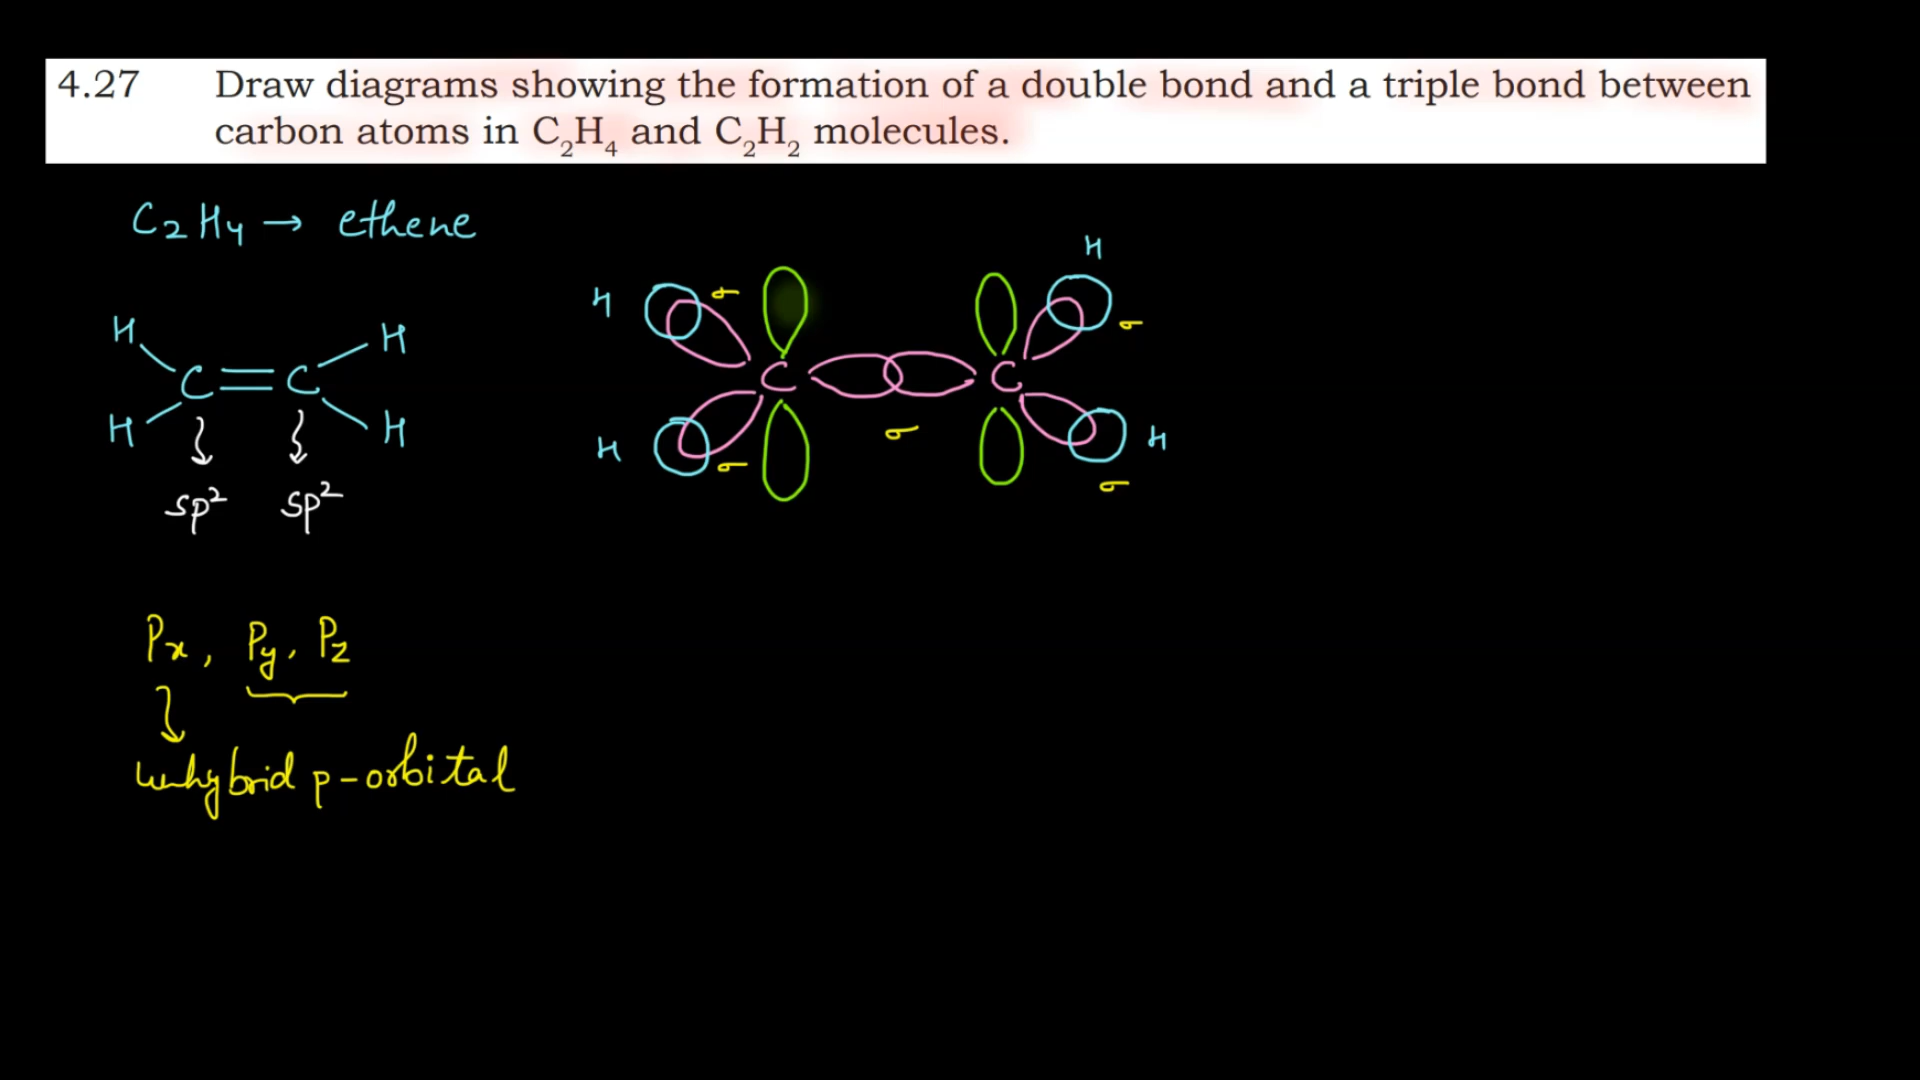 4.27 Draw diagrams showing the formation of a double bond and a triple bond between
carbon atoms in C₂H₄ and C₂H₂ molecules.
C₂H₄ → ethene
H H
C = C
H H
sp² sp²
H H
σ σ
C C
σ
H H
σ σ
Px, Py, Pz
unhybrid p-orbital